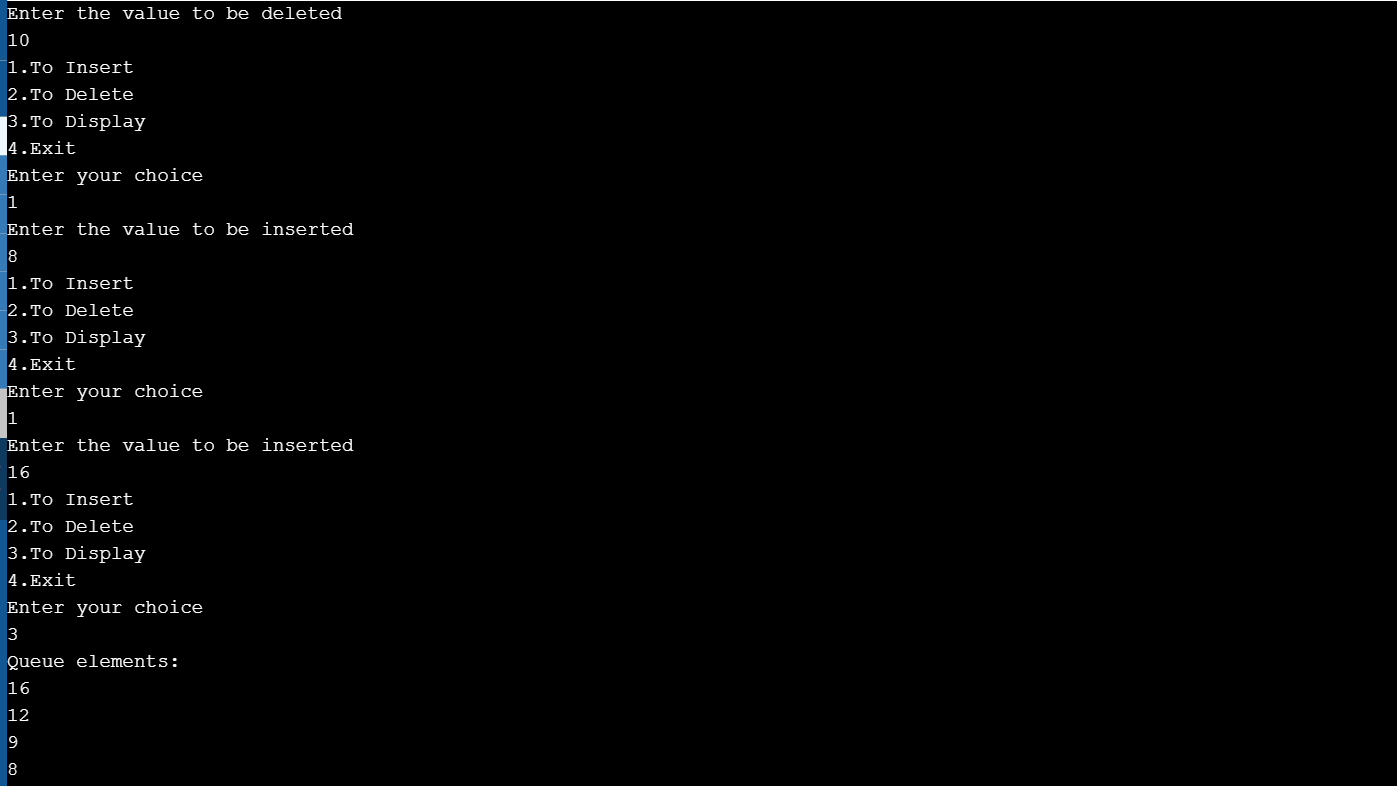 Enter the value to be deleted
10
1.To Insert
2.To Delete
3.To Display
4.Exit
Enter your choice
1
Enter the value to be inserted
8
1.To Insert
2.To Delete
3.To Display
4.Exit
Enter your choice
1
Enter the value to be inserted
16
1.To Insert
2.To Delete
3.To Display
4.Exit
Enter your choice
3
Queue elements:
16
12
9
8